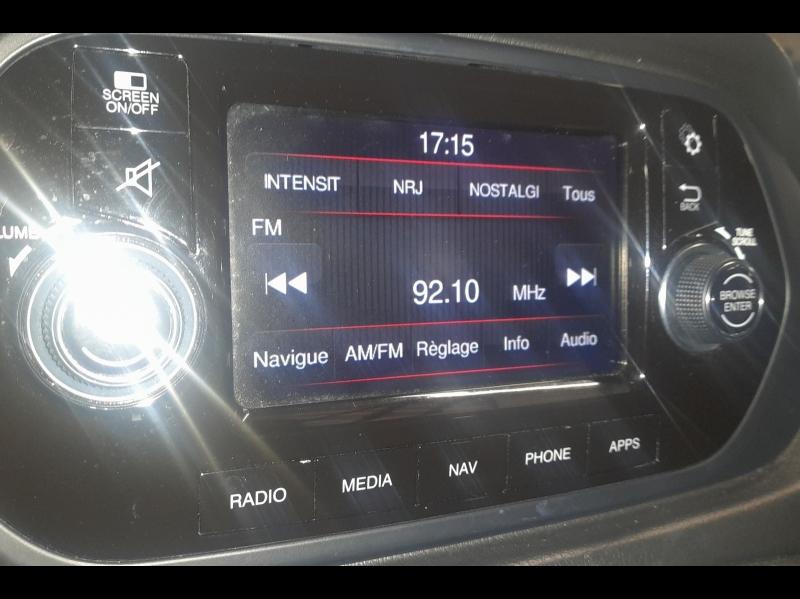 SCREEN
ON/OFF
17:15
INTENSIT NRJ NOSTALGI Tous
BACK
FM
TUNE
SCROLL
92.10 MHz
BROWSE
ENTER
Navigue AM/FM Règlage Info Audio
RADIO MEDIA NAV PHONE APPS